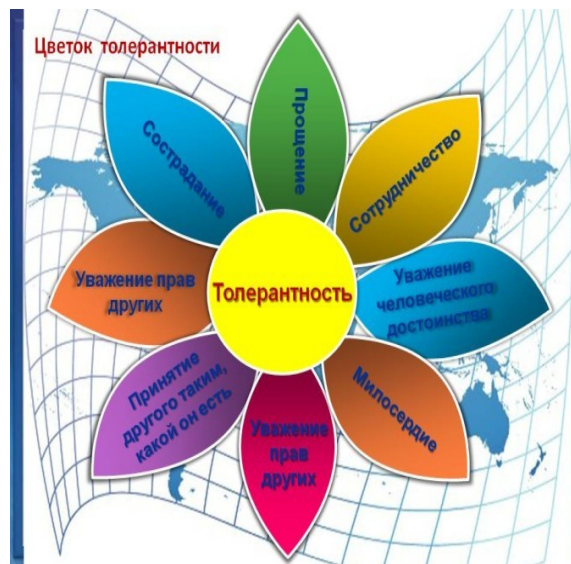 Цветок толерантности
Прощение
Сотрудничество
Уважение
человеческого
достоинства
Милосердие
Уважение
прав
других
Принятие
другого таким,
какой он есть
Уважение прав
других
Сострадание
Толерантность